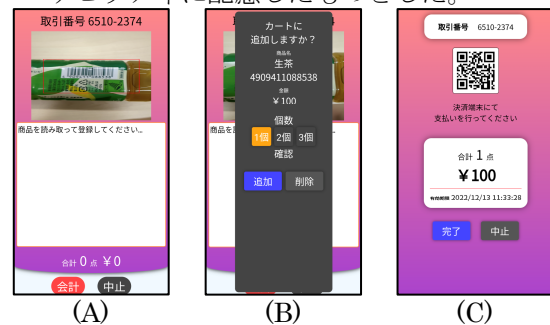 取引番号 6510-2374
商品を読み取って登録してください。
合計 0 点 ￥0
会計 中止
(A)
カートに
追加しますか？
商品名
生茶
4909411088538
金額
￥100
個数
1個 2個 3個
確認
追加 削除
(B)
取引番号 6510-2374
決済端末にて
支払いを行ってください
合計 1 点
￥100
有効期限 2022/12/13 11:33:28
完了 中止
(C)